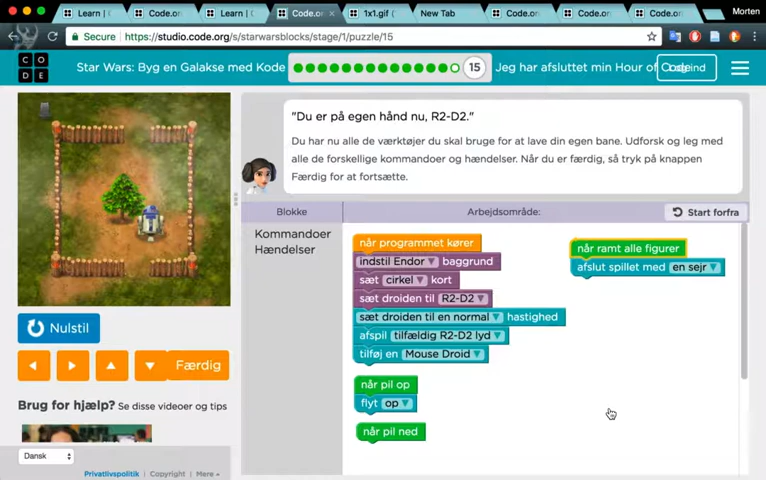 Learn |
Code.or
Learn |
Code.or
1x1.gif (
New Tab
Code.or
Code.or
Code.or
Morten
Secure
https://studio.code.org/s/starwarsblocks/stage/1/puzzle/15
C O
D E
Star Wars: Byg en Galakse med Kode
15
Jeg har afsluttet min Hour of Code
"Du er på egen hånd nu, R2-D2."
Du har nu alle de værktøjer du skal bruge for at lave din egen bane. Udforsk og leg med
alle de forskellige kommandoer og hændelser. Når du er færdig, så tryk på knappen
Færdig for at fortsætte.
Blokke
Arbejdsområde:
Start forfra
Kommandoer
Hændelser
når programmet kører
indstil Endor baggrund
sæt cirkel kort
sæt droiden til R2-D2
sæt droiden til en normal hastighed
afspil tilfældig R2-D2 lyd
tilføj en Mouse Droid
når pil op
flyt op
når pil ned
når ramt alle figurer
afslut spillet med en sejr
Nulstil
Færdig
Brug for hjælp? Se disse videoer og tips
Dansk
Privatlivspolitik | Copyright | Mere